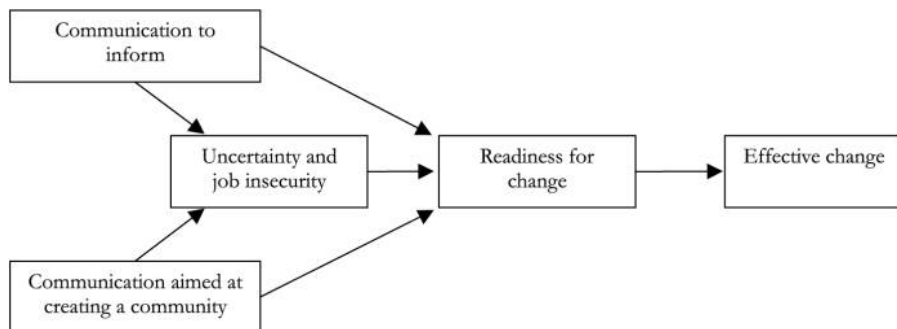 Communication to
inform
Uncertainty and
job insecurity
Readiness for
change
Effective change
Communication aimed at
creating a community